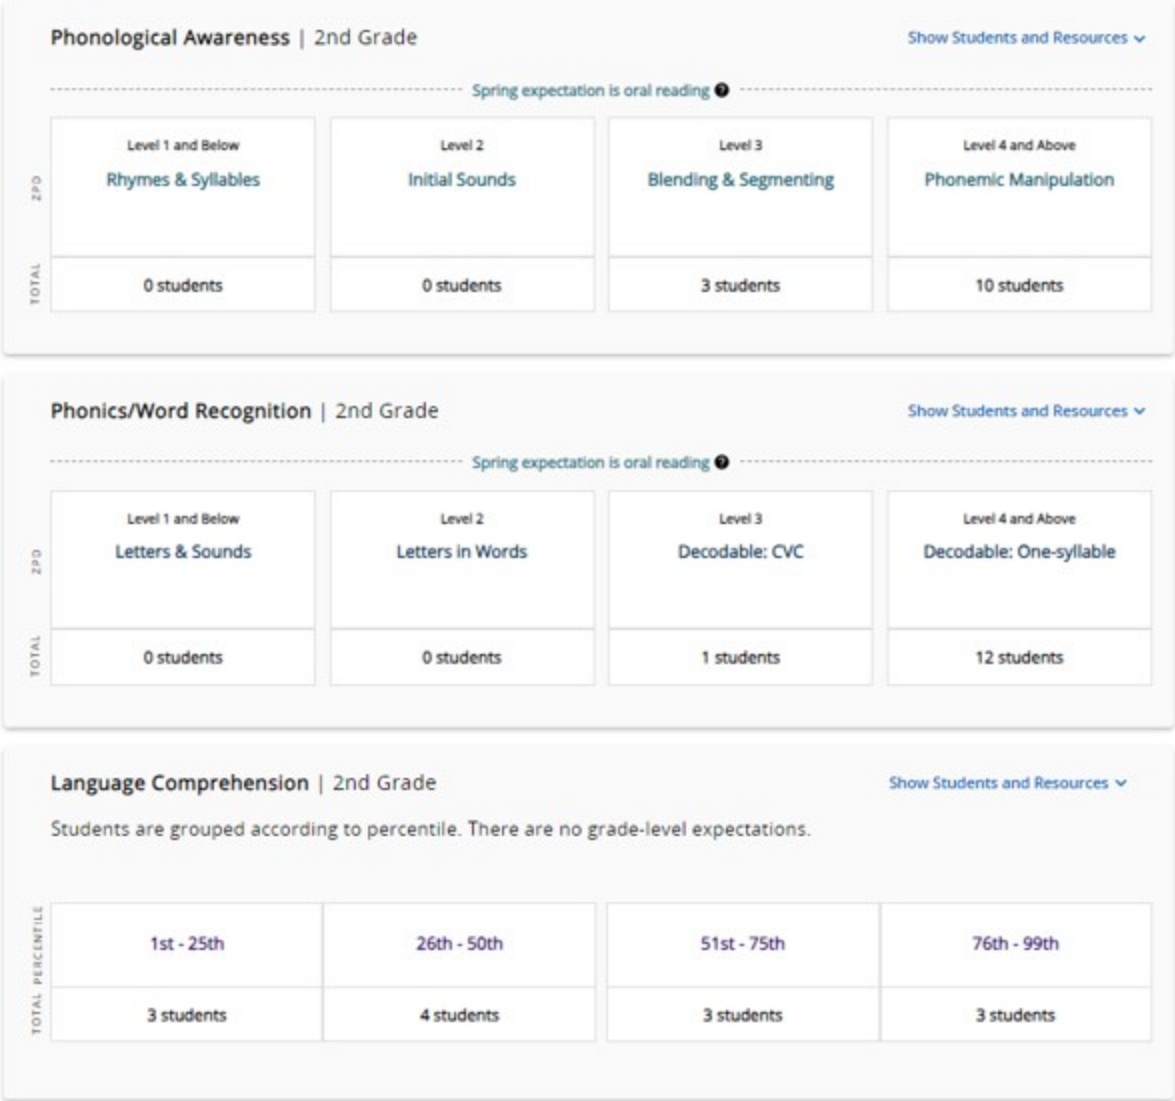 Phonological Awareness | 2nd Grade Show Students and Resources
Spring expectation is oral reading ?
ZPD
Level 1 and Below Level 2 Level 3 Level 4 and Above
Rhymes & Syllables Initial Sounds Blending & Segmenting Phonemic Manipulation
TOTAL
0 students 0 students 3 students 10 students
Phonics/Word Recognition | 2nd Grade Show Students and Resources
Spring expectation is oral reading ?
ZPD
Level 1 and Below Level 2 Level 3 Level 4 and Above
Letters & Sounds Letters in Words Decodable: CVC Decodable: One-syllable
TOTAL
0 students 0 students 1 students 12 students
Language Comprehension | 2nd Grade Show Students and Resources
Students are grouped according to percentile. There are no grade-level expectations.
PERCENTILE
1st - 25th 26th - 50th 51st - 75th 76th - 99th
TOTAL
3 students 4 students 3 students 3 students